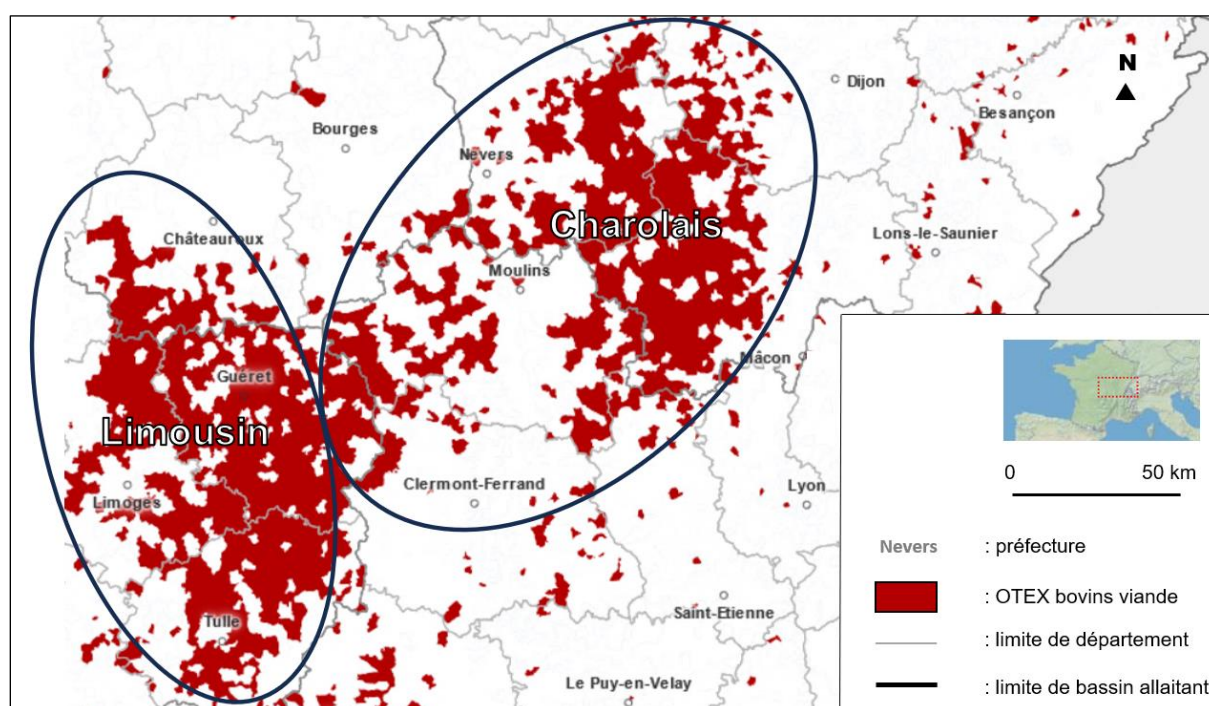 N
Dijon
Besançon
Bourges
Nevers
Charolais
Châteauroux
Lons-le-Saunier
Moulins
Mâcon
Guéret
Limousin
Limoges
Clermont-Ferrand
Lyon
Tulle
Saint-Etienne
Le Puy-en-Velay
0 50 km
Nevers : préfecture
: OTEX bovins viande
: limite de département
: limite de bassin allaitant